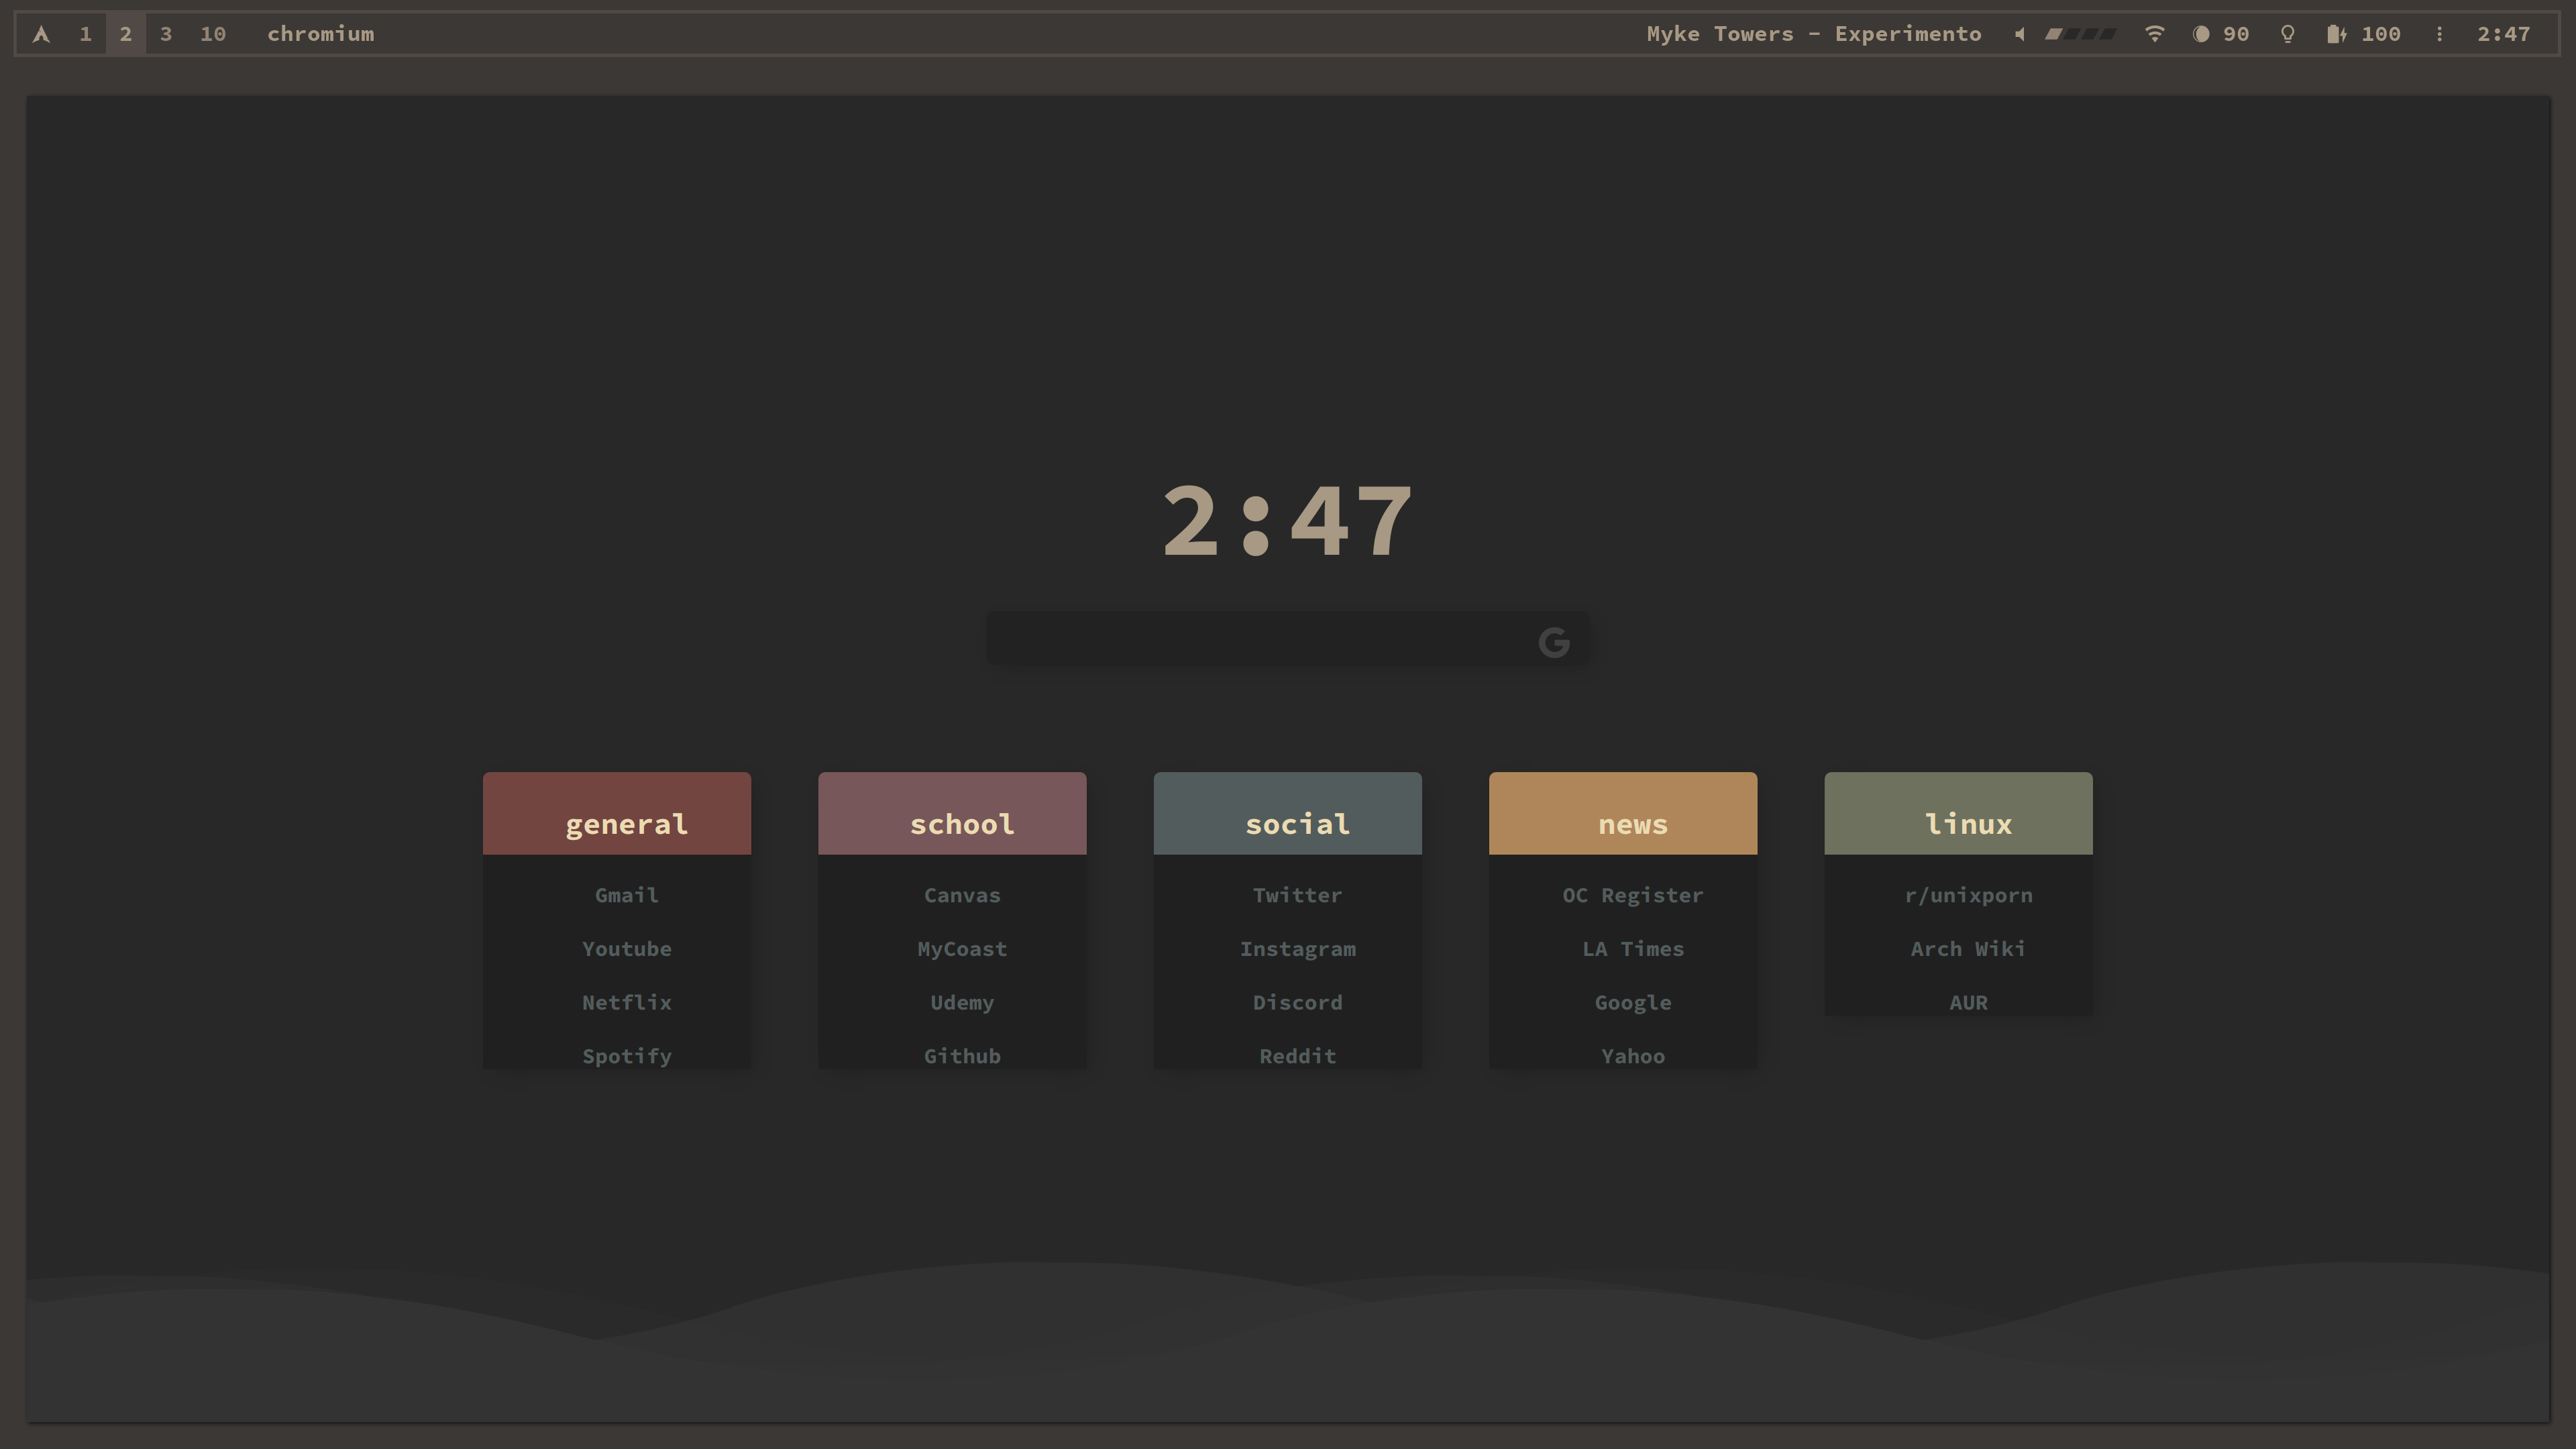 1 2 3 10 chromium Myke Towers - Experimento 90 100 2:47
2:47
general
Gmail
Youtube
Netflix
Spotify
school
Canvas
MyCoast
Udemy
Github
social
Twitter
Instagram
Discord
Reddit
news
OC Register
LA Times
Google
Yahoo
linux
r/unixporn
Arch Wiki
AUR